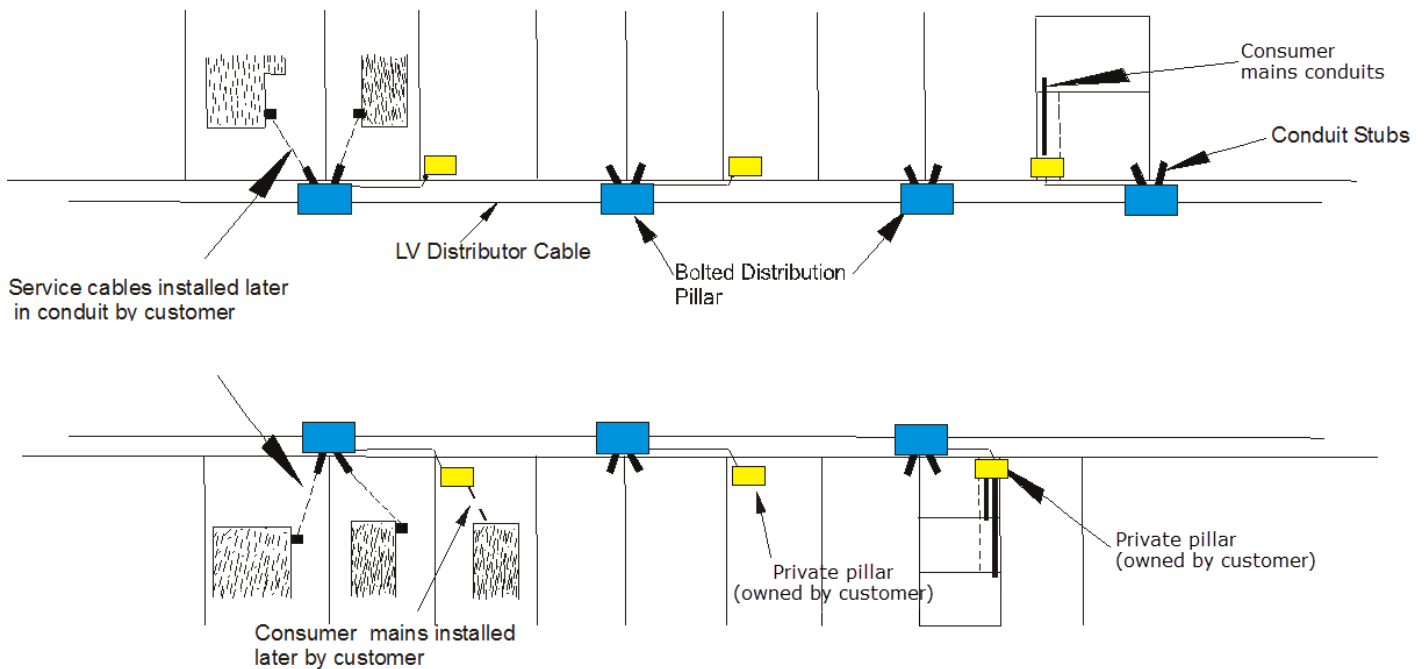 Consumer
mains conduits
Conduit Stubs
LV Distributor Cable
Bolted Distribution
Pillar
Service cables installed later
in conduit by customer
Private pillar
(owned by customer)
Private pillar
(owned by customer)
Consumer mains installed
later by customer